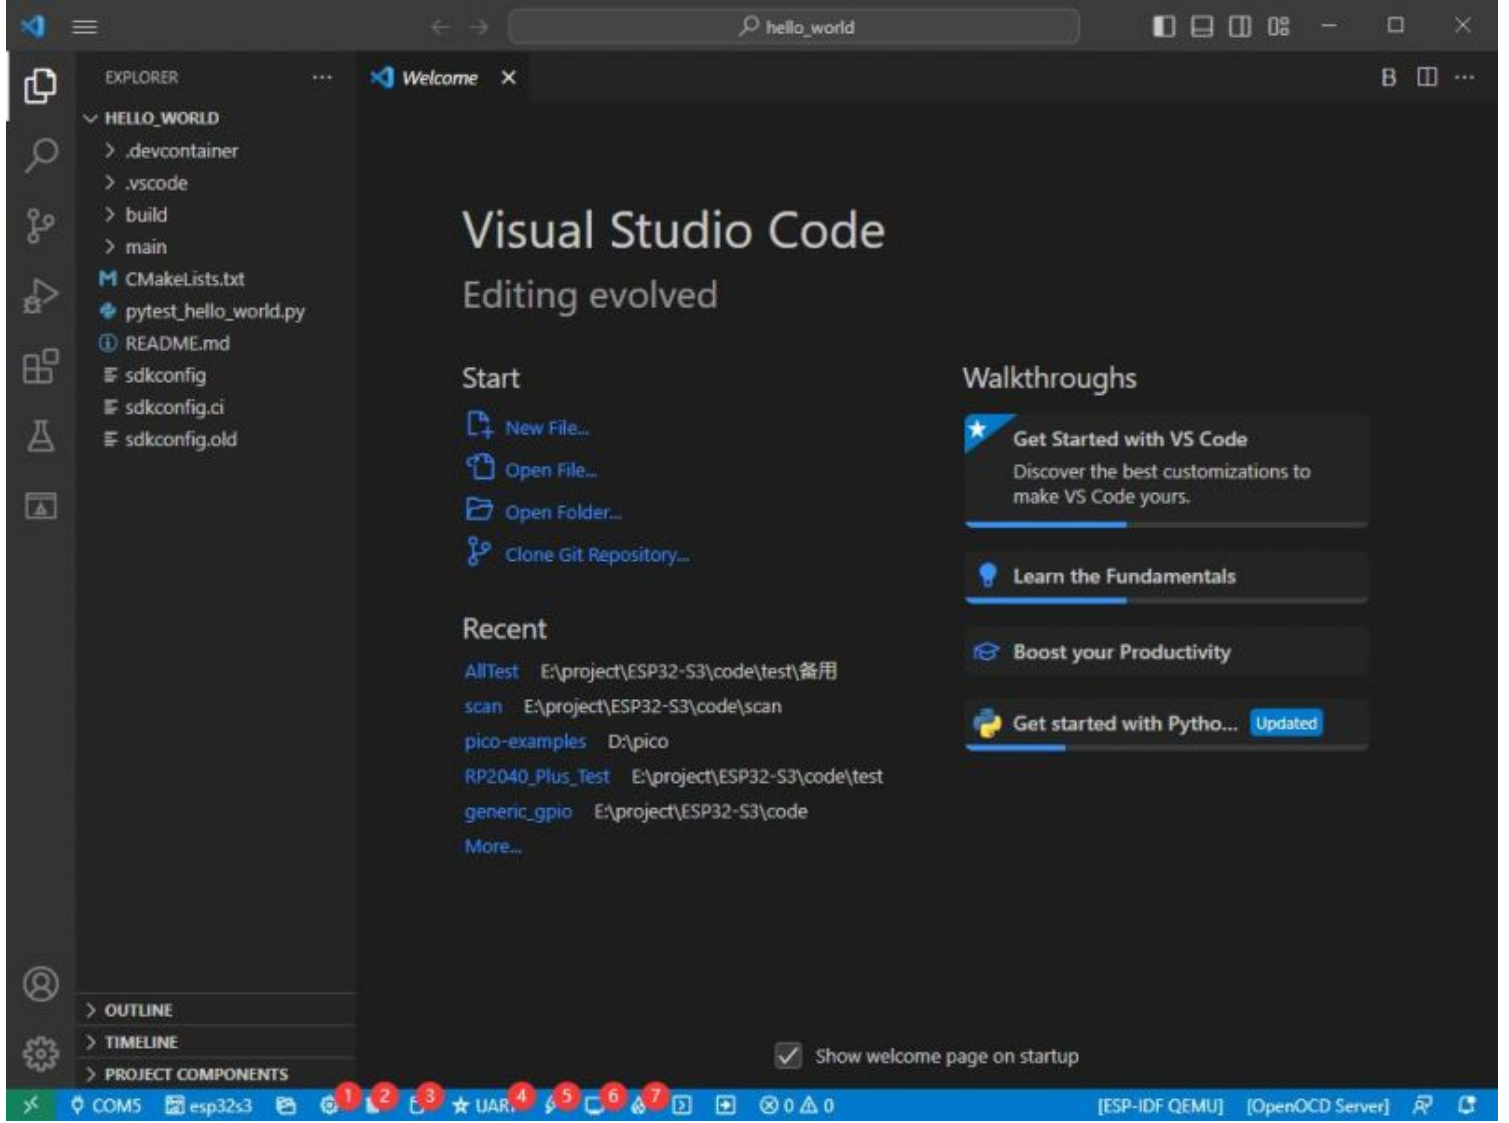 hello_world
EXPLORER
Welcome
HELLO_WORLD
.devcontainer
.vscode
build
main
CMakeLists.txt
pytest_hello_world.py
README.md
sdkconfig
sdkconfig.ci
sdkconfig.old
OUTLINE
TIMELINE
PROJECT COMPONENTS
Visual Studio Code
Editing evolved
Start
New File...
Open File...
Open Folder...
Clone Git Repository...
Recent
AllTest E:\project\ESP32-S3\code\test\备用
scan E:\project\ESP32-S3\code\scan
pico-examples D:\pico
RP2040_Plus_Test E:\project\ESP32-S3\code\test
generic_gpio E:\project\ESP32-S3\code
More...
Walkthroughs
Get Started with VS Code
Discover the best customizations to
make VS Code yours.
Learn the Fundamentals
Boost your Productivity
Get started with Pytho... Updated
Show welcome page on startup
COM5 esp32s3 1 2 3 UART 4 5 6 7 0 0 [ESP-IDF QEMU] [OpenOCD Server]